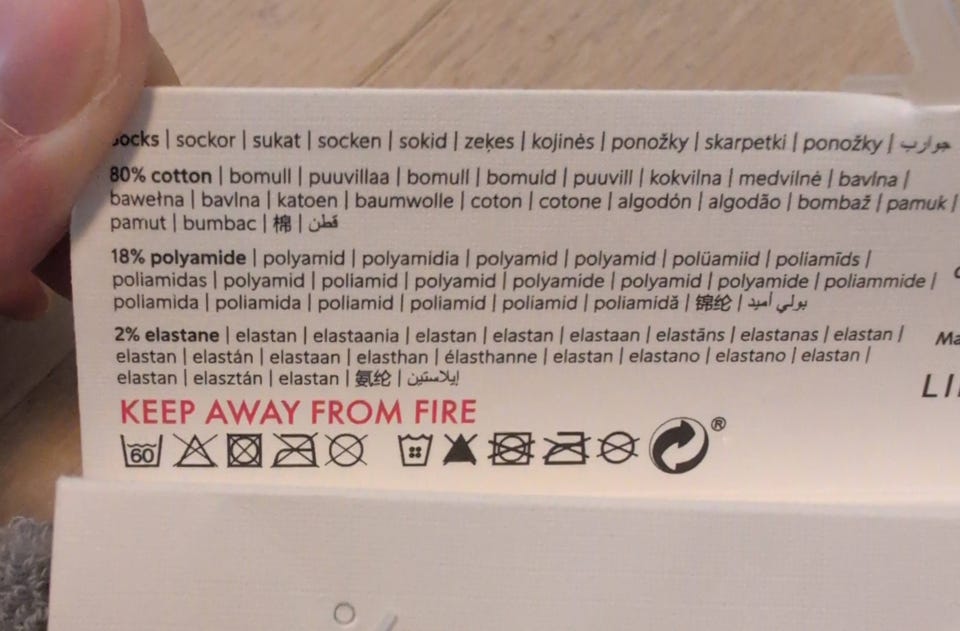 socks | sockor | sukat | socken | sokid | zeķes | kojinės | ponožky | skarpetki | ponožky | جوارب
80% cotton | bomull | puuvillaa | bomull | bomuld | puuvill | kokvilna | medvilnė | bavlna |
bawełna | bavlna | katoen | baumwolle | coton | cotone | algodón | algodão | bombaž | pamuk |
pamut | bumbac | 棉 | قطن
18% polyamide | polyamid | polyamidia | polyamid | polyamid | polüamiid | poliamīds |
poliamidas | polyamid | poliamid | polyamid | polyamide | polyamid | polyamide | poliammide |
poliamida | poliamida | poliamid | poliamid | poliamid | poliamidă | 锦纶 | بولي أميد
2% elastane | elastan | elastaania | elastan | elastan | elastaan | elastāns | elastanas | elastan |
elastan | elastán | elastaan | elasthan | élasthanne | elastan | elastano | elastano | elastan |
elastan | elasztán | elastan | 氨纶 | إيلاستين
KEEP AWAY FROM FIRE
60
®